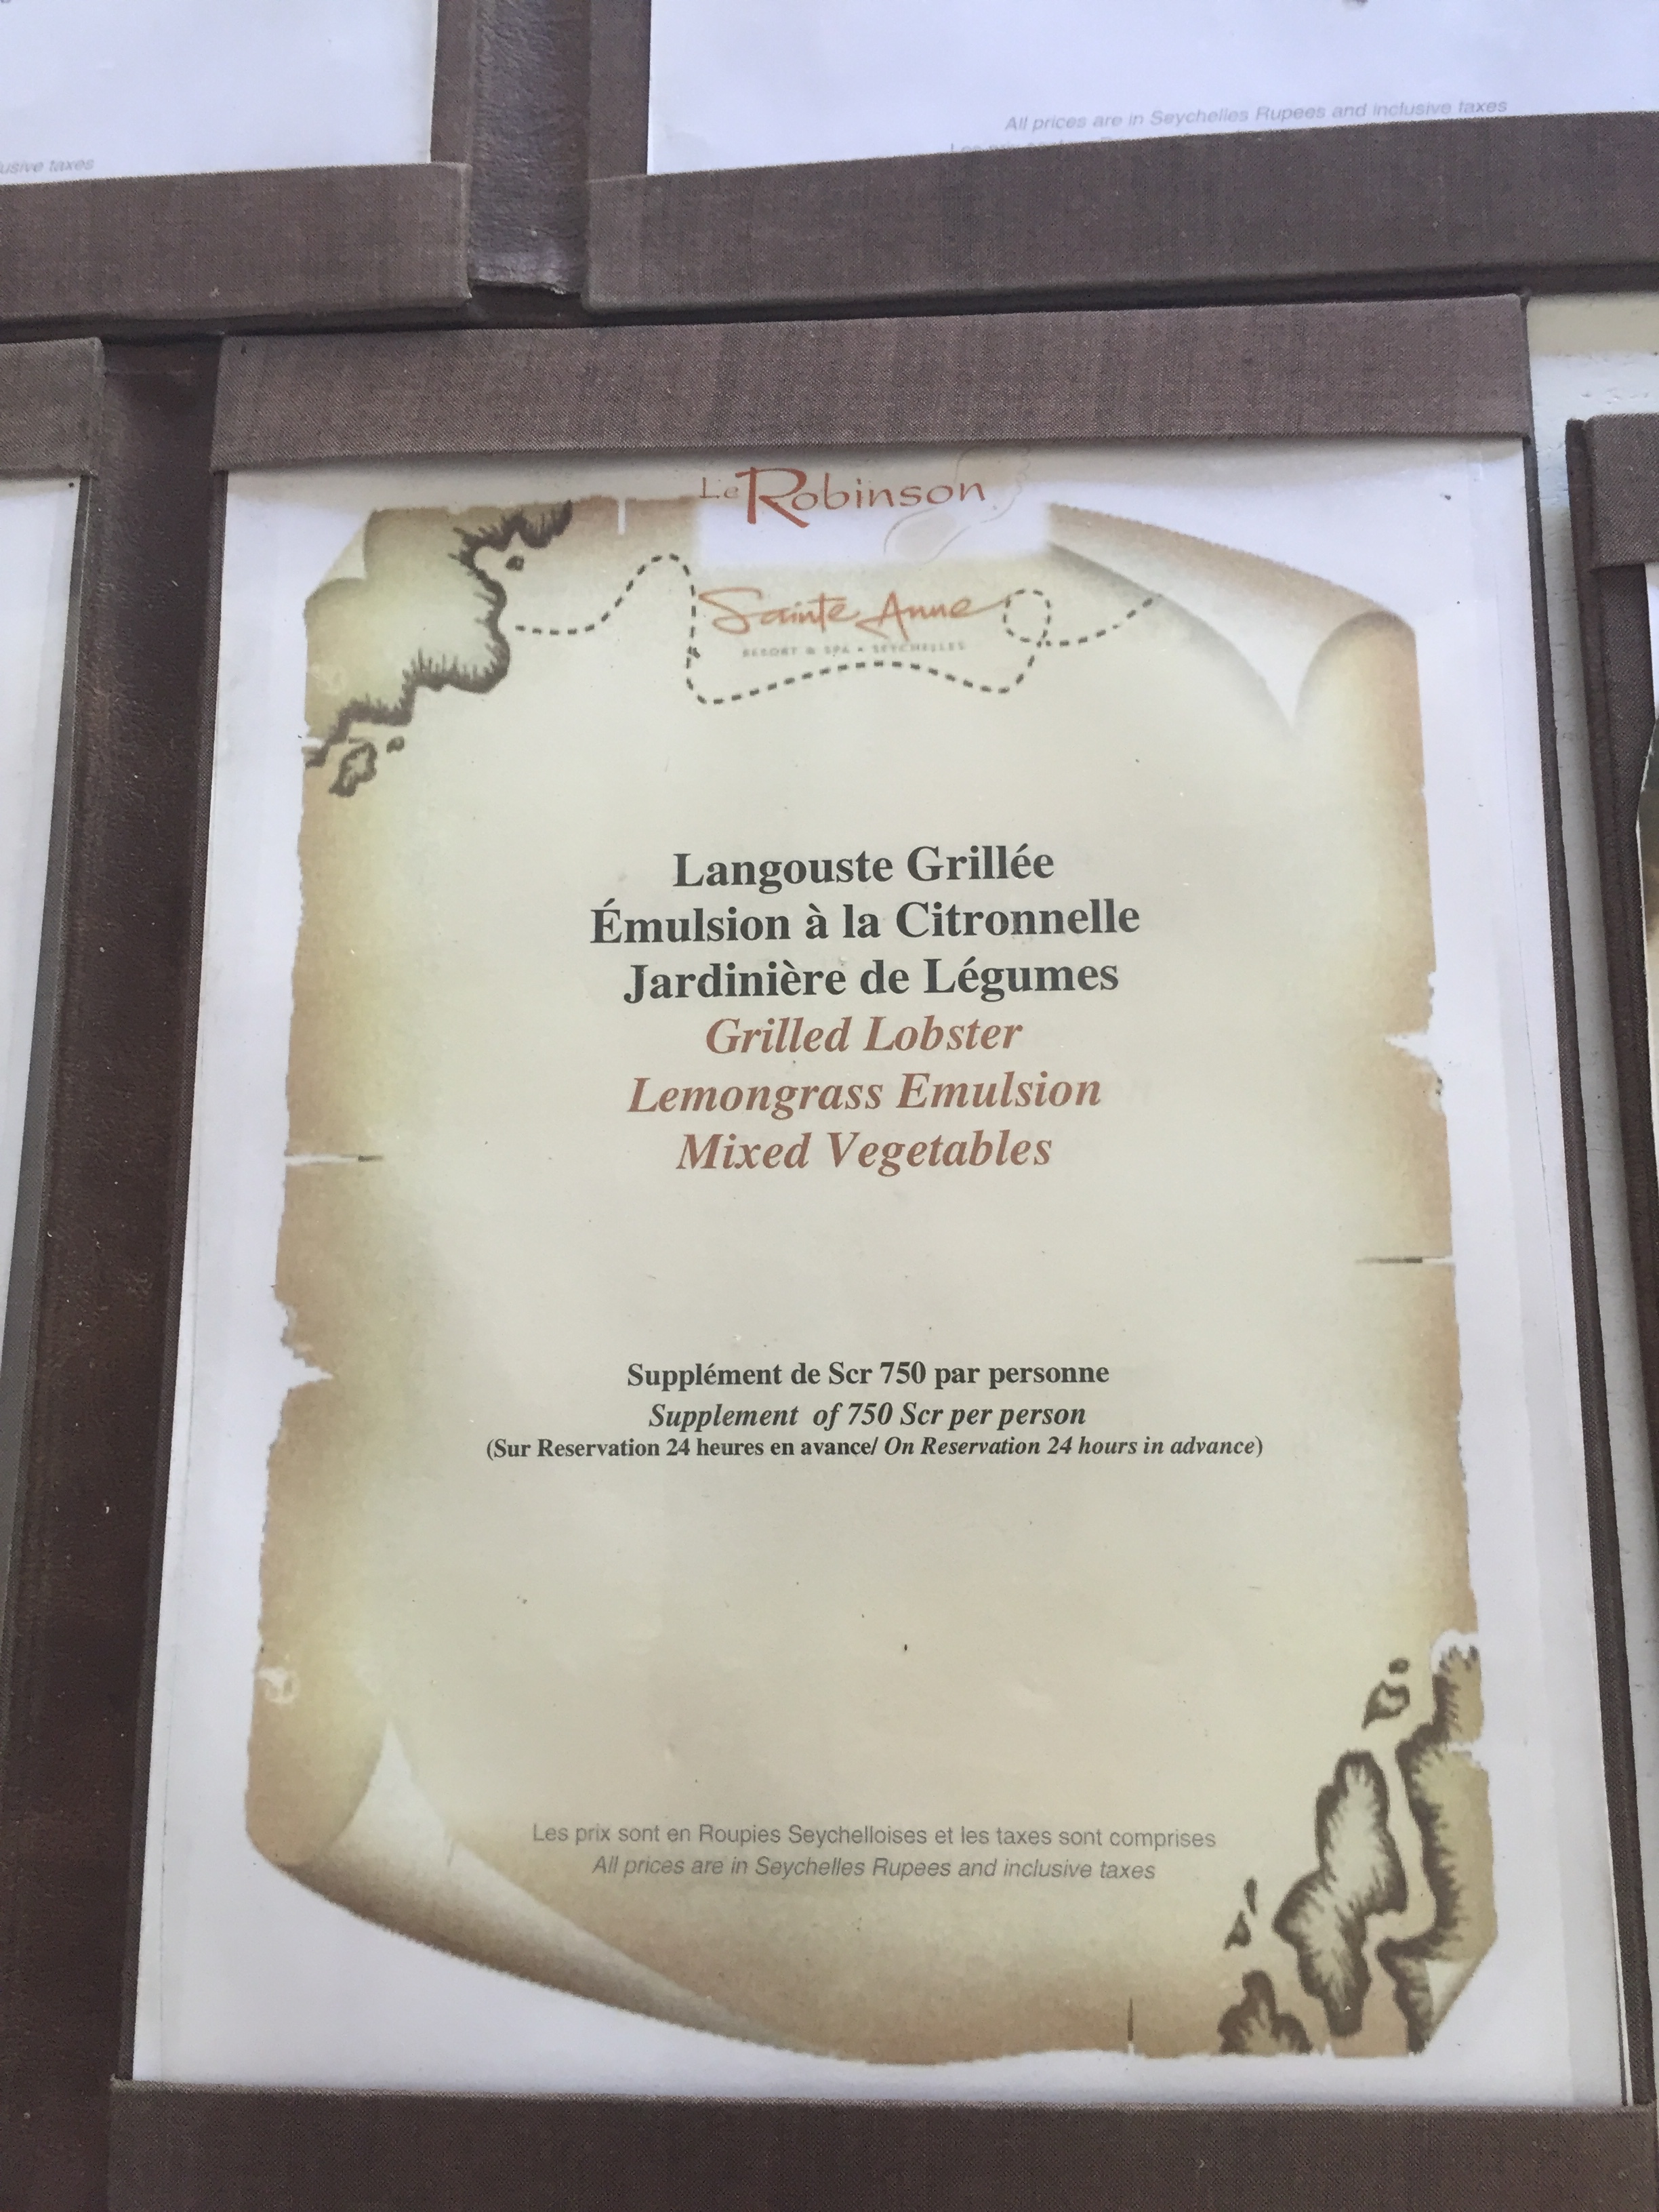 usive taxes
All prices are in Seychelles Rupees and inclusive taxes
Le Robinson
Sainte Anne
RESORT & SPA • SEYCHELLES
Langouste Grillée
Émulsion à la Citronnelle
Jardinière de Légumes
Grilled Lobster
Lemongrass Emulsion
Mixed Vegetables
Supplément de Scr 750 par personne
Supplement of 750 Scr per person
(Sur Reservation 24 heures en avance/ On Reservation 24 hours in advance)
Les prix sont en Roupies Seychelloises et les taxes sont comprises
All prices are in Seychelles Rupees and inclusive taxes